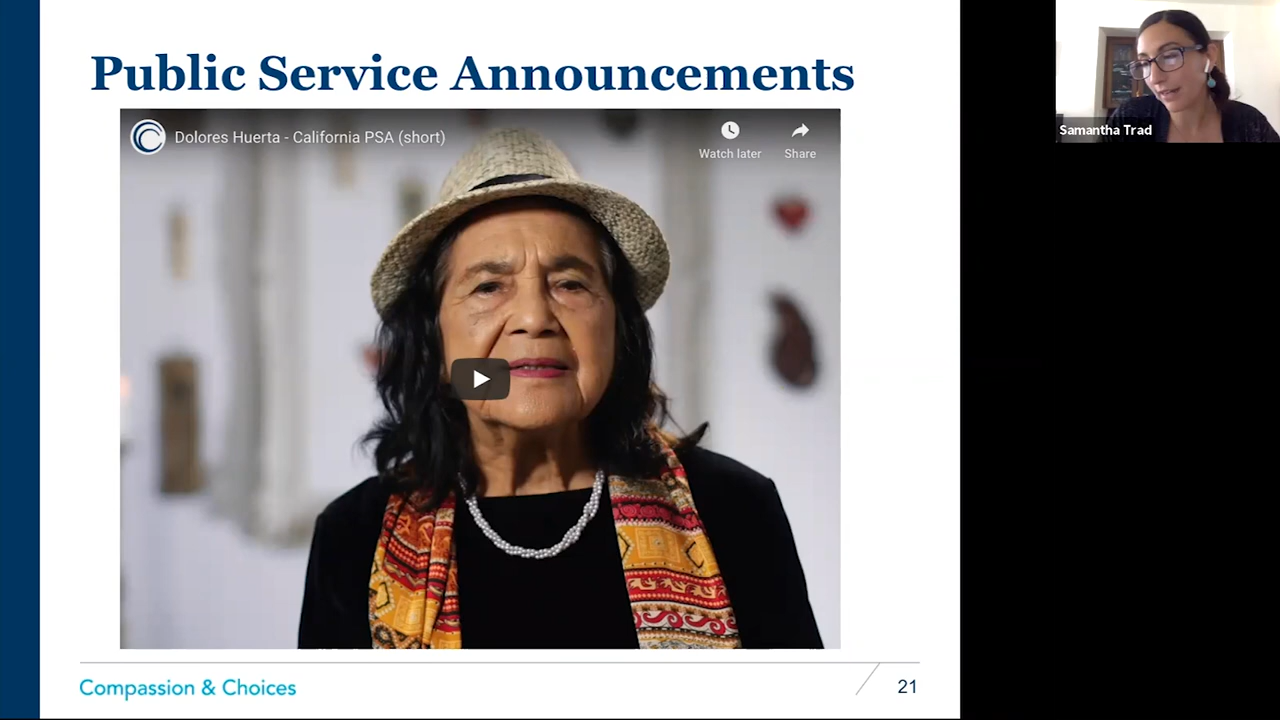 Public Service Announcements
Dolores Huerta - California PSA (short)
Watch later
Share
Samantha Trad
Compassion & Choices
21